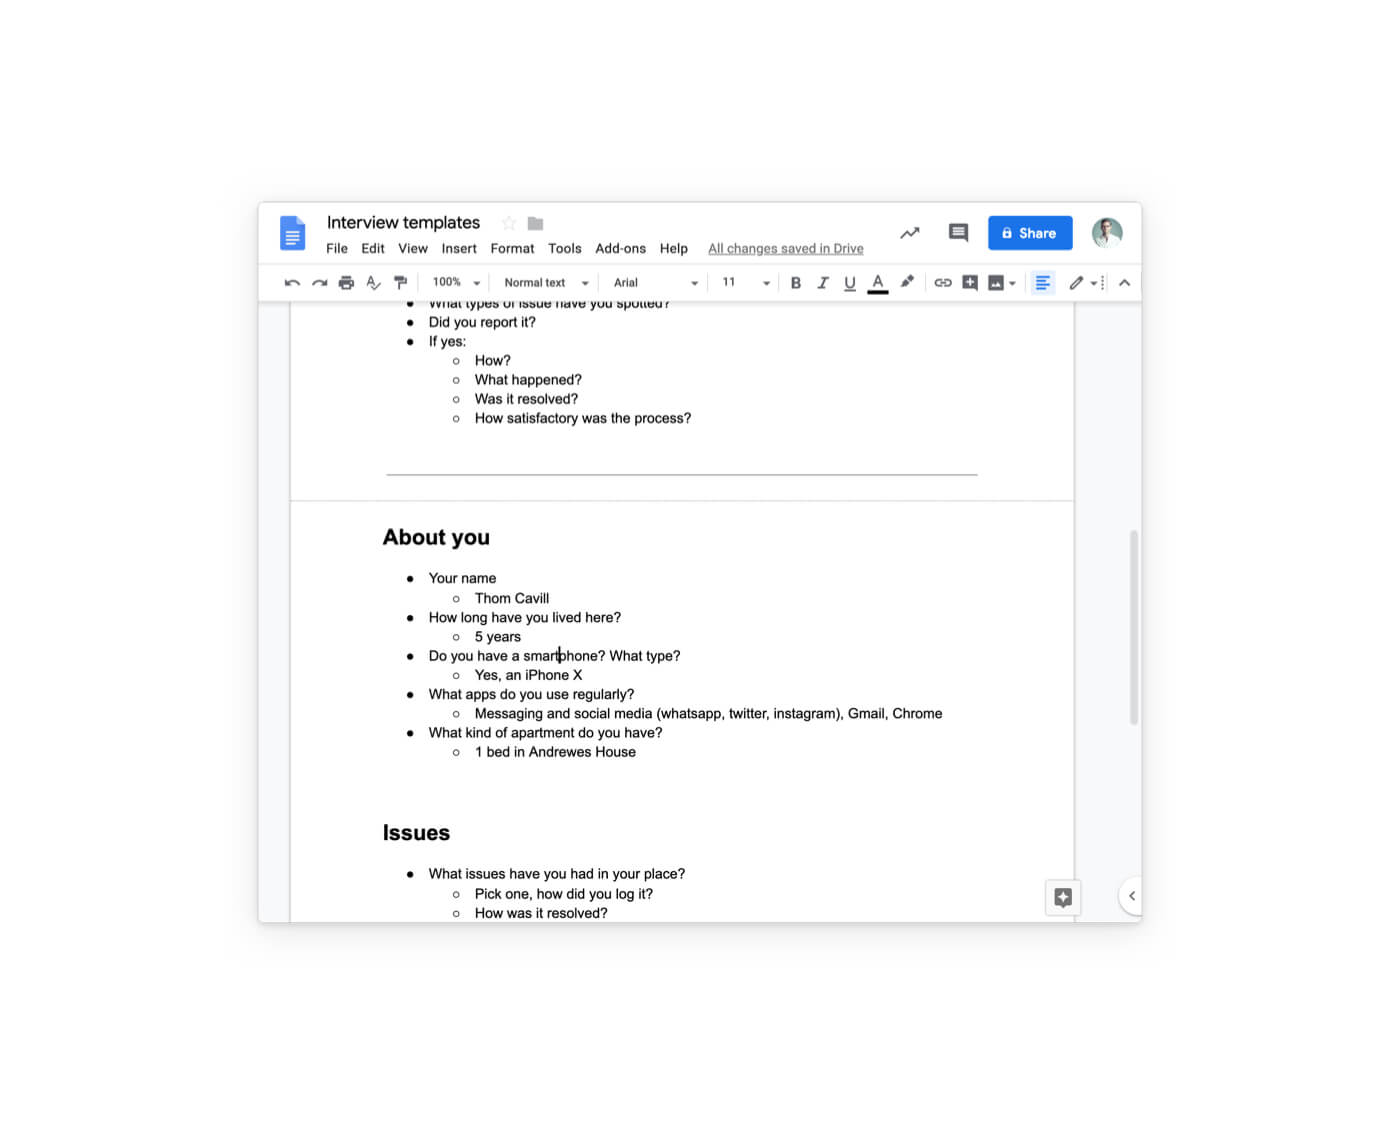 Interview templates
File Edit View Insert Format Tools Add-ons Help All changes saved in Drive
Share
100% Normal text Arial 11 B I U A
What types of issue have you spotted?
Did you report it?
If yes:
How?
What happened?
Was it resolved?
How satisfactory was the process?
About you
Your name
Thom Cavill
How long have you lived here?
5 years
Do you have a smartphone? What type?
Yes, an iPhone X
What apps do you use regularly?
Messaging and social media (whatsapp, twitter, instagram), Gmail, Chrome
What kind of apartment do you have?
1 bed in Andrewes House
Issues
What issues have you had in your place?
Pick one, how did you log it?
How was it resolved?